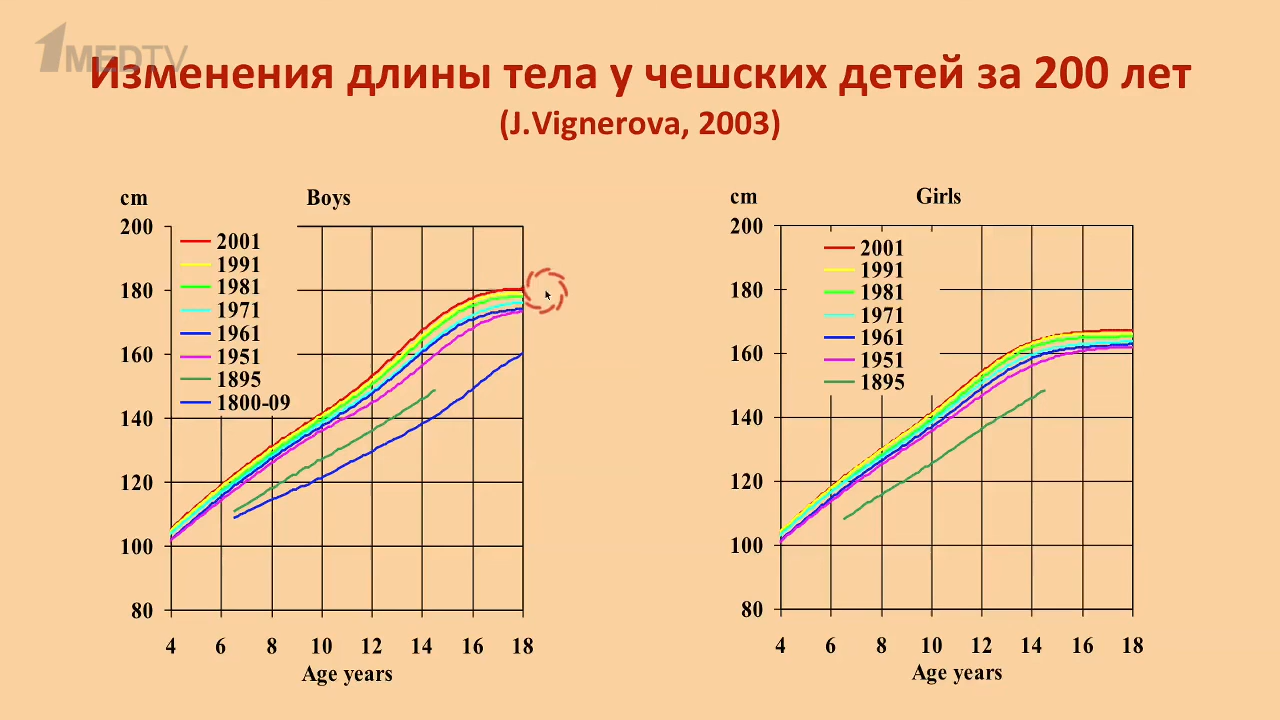 1MEDTV
Изменения длины тела у чешских детей за 200 лет
(J.Vignerova, 2003)
cm
Boys
200
180
160
140
120
100
80
2001
1991
1981
1971
1961
1951
1895
1800-09
4 6 8 10 12 14 16 18
Age years
cm
Girls
200
180
160
140
120
100
80
2001
1991
1981
1971
1961
1951
1895
4 6 8 10 12 14 16 18
Age years